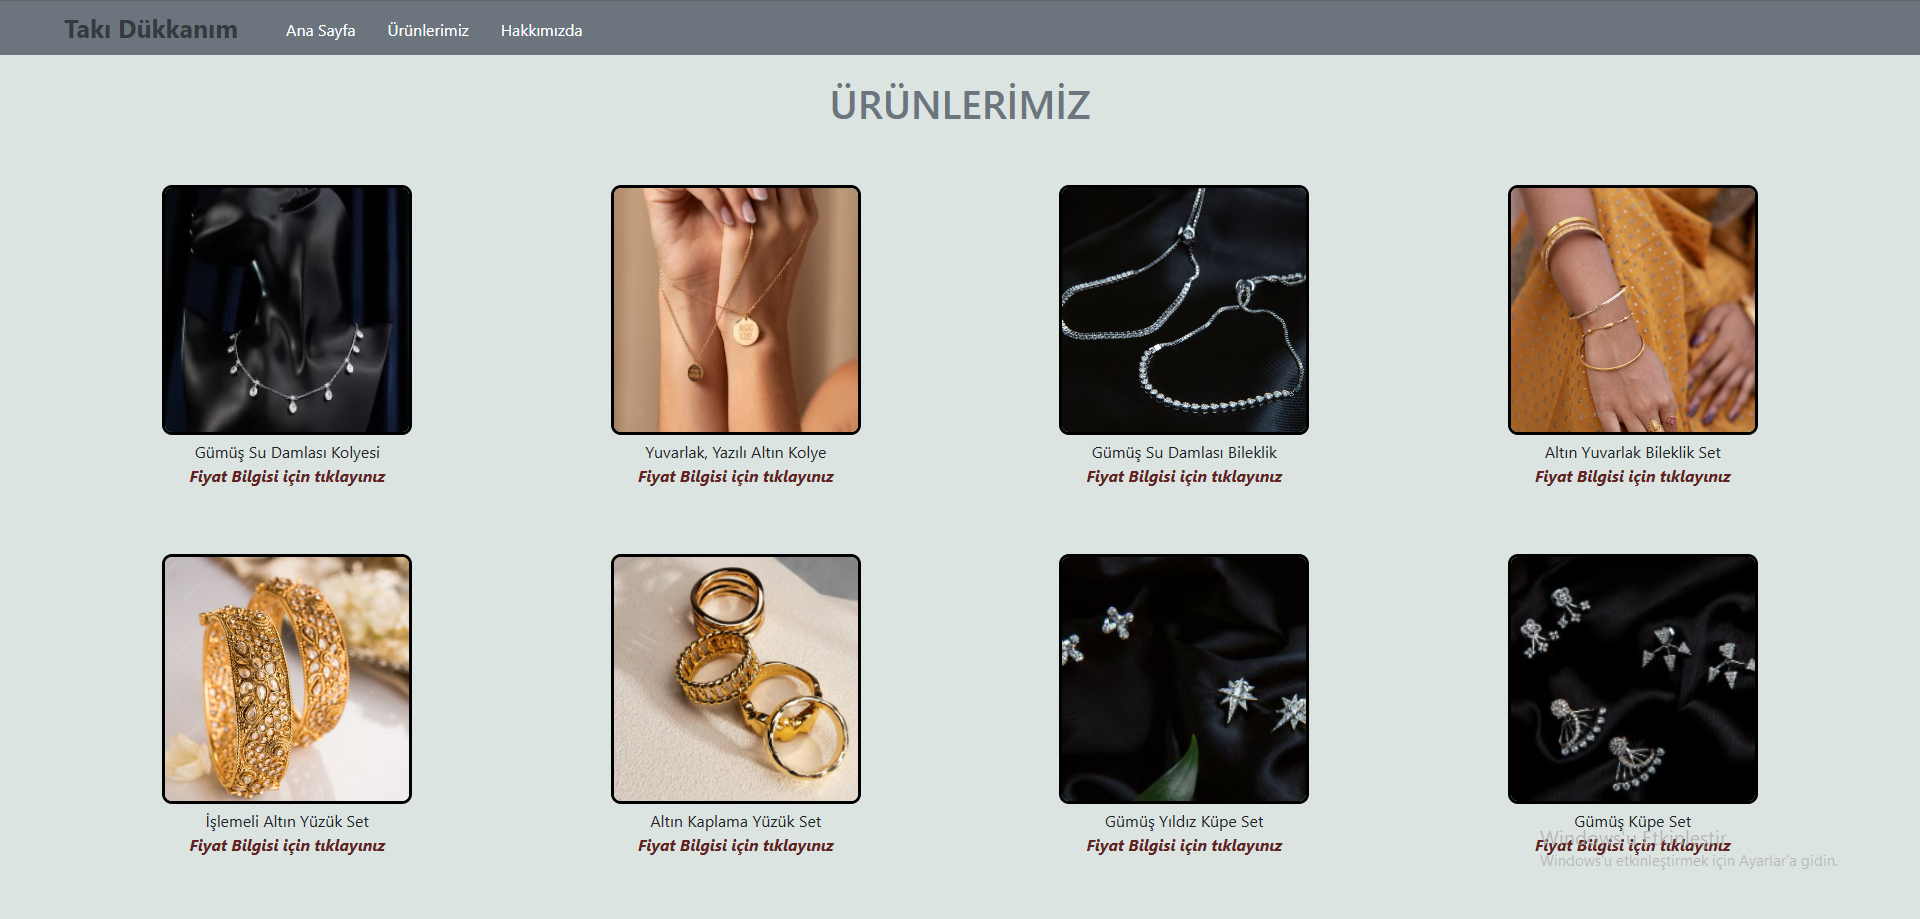 Takı Dükkanım
Ana Sayfa
Ürünlerimiz
Hakkımızda
ÜRÜNLERİMİZ
Gümüş Su Damlası Kolyesi
Fiyat Bilgisi için tıklayınız
Yuvarlak, Yazılı Altın Kolye
Fiyat Bilgisi için tıklayınız
Gümüş Su Damlası Bileklik
Fiyat Bilgisi için tıklayınız
Altın Yuvarlak Bileklik Set
Fiyat Bilgisi için tıklayınız
İşlemeli Altın Yüzük Set
Fiyat Bilgisi için tıklayınız
Altın Kaplama Yüzük Set
Fiyat Bilgisi için tıklayınız
Gümüş Yıldız Küpe Set
Fiyat Bilgisi için tıklayınız
Gümüş Küpe Set
Fiyat Bilgisi için tıklayınız
Windows'u Etkinleştir
Windows'u etkinleştirmek için Ayarlar'a gidin.